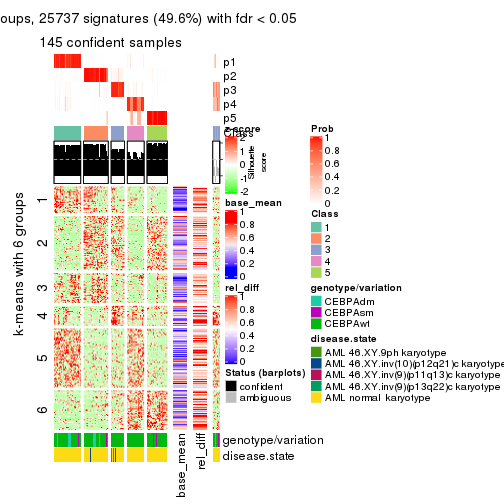 oups, 25737 signatures (49.6%) with fdr < 0.05
145 confident samples
p1
p2
p3
p4
p5
Class
k-means with 6 groups
1
2
3
4
5
6
z-score
2
1
0
-1
-2
Silhouette
score
base_mean
1
0.8
0.6
0.4
0.2
0
rel_diff
1
0.8
0.6
0.4
0.2
0
Status (barplots)
confident
ambiguous
Prob
1
0.8
0.6
0.4
0.2
0
Class
1
2
3
4
5
genotype/variation
CEBPAdm
CEBPAsm
CEBPAwt
disease.state
AML 46.XY.9ph karyotype
AML 46.XY.inv(10)(p12q21)c karyotype
AML 46.XY.inv(9)(p11q13)c karyotype
AML 46.XY.inv(9)(p13q22)c karyotype
AML normal karyotype
genotype/variation
disease.state
base_mean
rel_diff